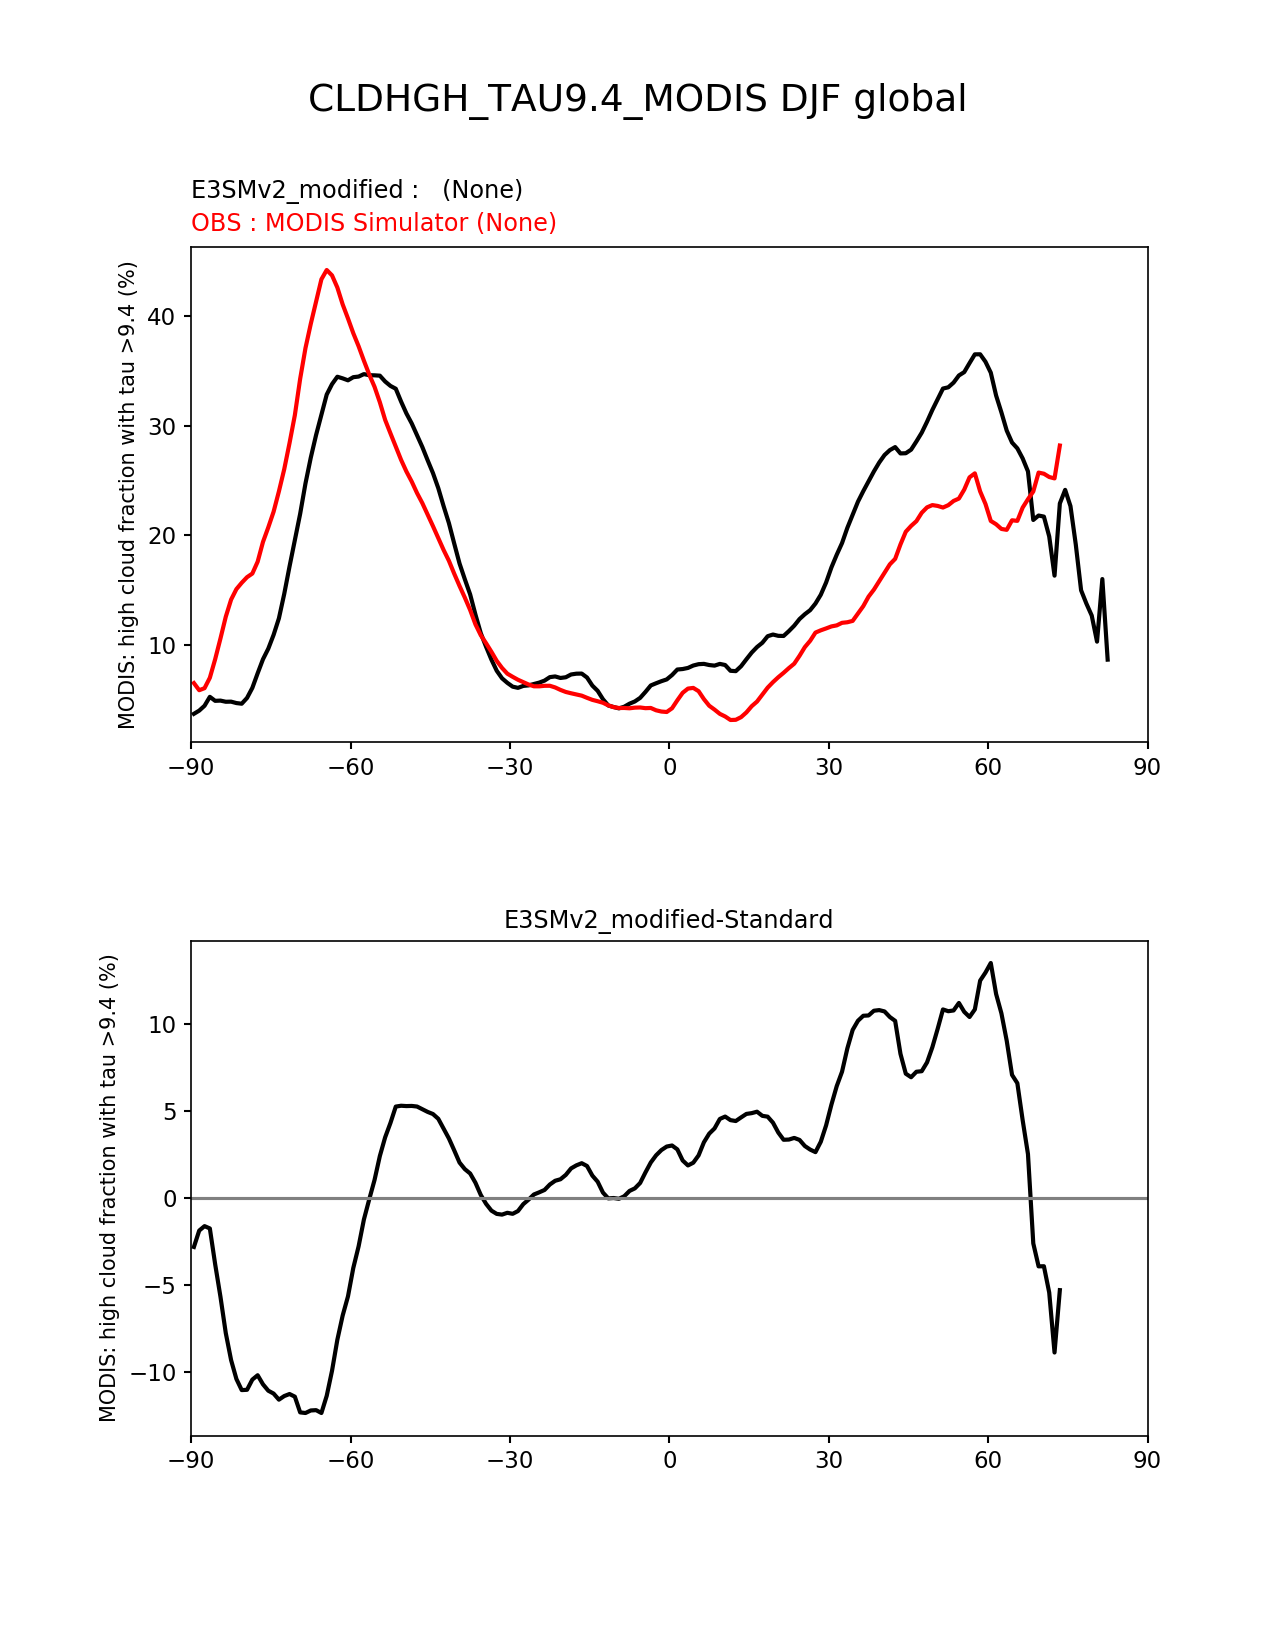 CLDHGH_TAU9.4_MODIS DJF global
E3SMv2_modified :   (None)
OBS : MODIS Simulator (None)
MODIS: high cloud fraction with tau >9.4 (%)
40
30
20
10
−90 −60 −30 0 30 60 90
E3SMv2_modified-Standard
MODIS: high cloud fraction with tau >9.4 (%)
10
5
0
−5
−10
−90 −60 −30 0 30 60 90